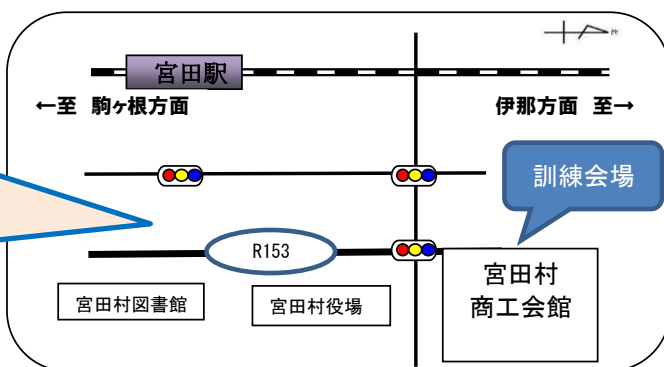 宮田駅
←至 駒ヶ根方面
伊那方面 至→
訓練会場
R153
宮田村
商工会館
宮田村図書館
宮田村役場